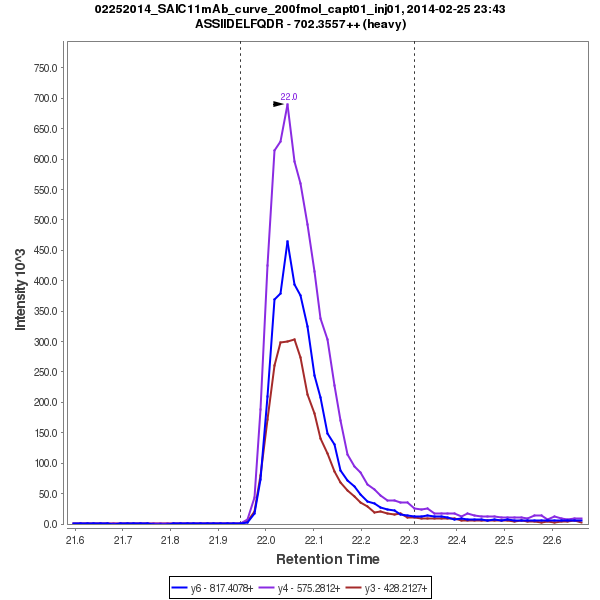 02252014_SAIC11mAb_curve_200fmol_capt01_inj01, 2014-02-25 23:43
ASSIIDELFQDR - 702.3557++ (heavy)
22.0
750.0
700.0
650.0
600.0
550.0
500.0
450.0
400.0
350.0
300.0
250.0
200.0
150.0
100.0
50.0
0.0
Intensity 10^3
21.6 21.7 21.8 21.9 22.0 22.1 22.2 22.3 22.4 22.5 22.6
Retention Time
y6 - 817.4078+ y4 - 575.2812+ y3 - 428.2127+